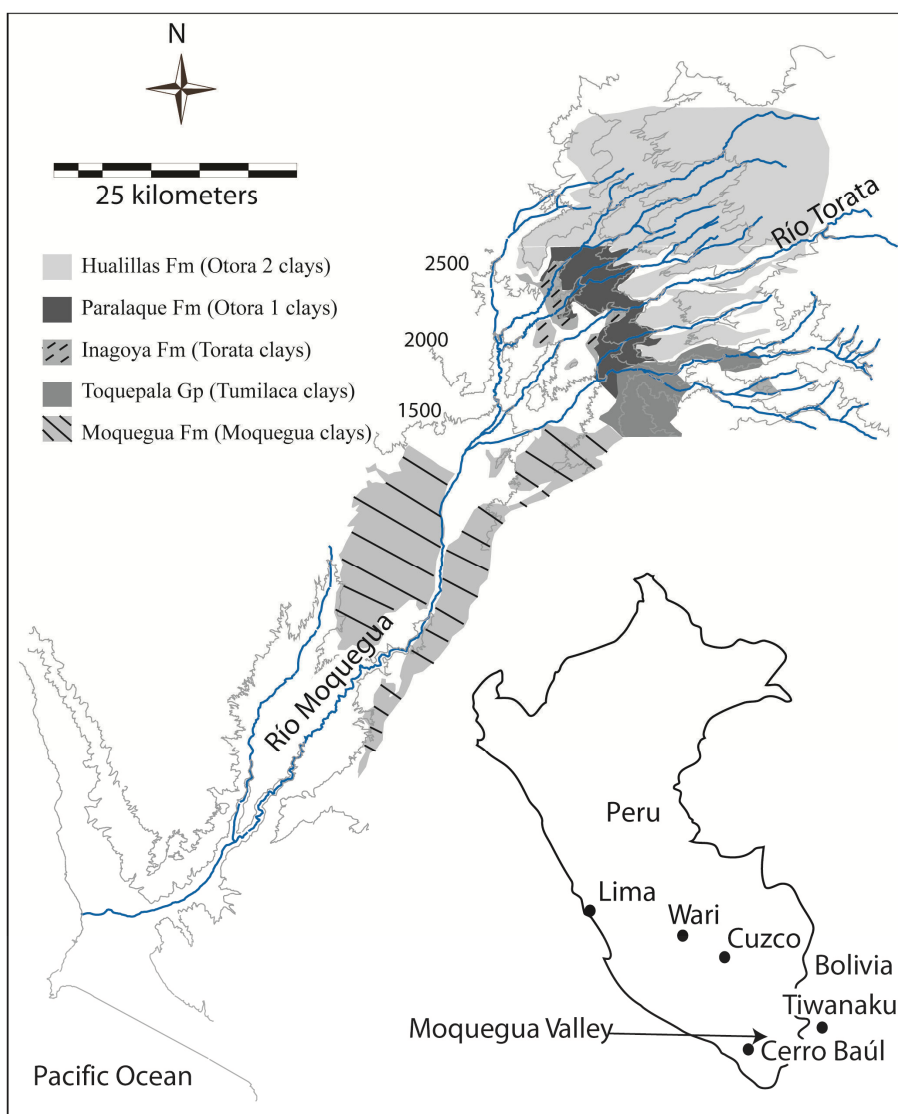 N
25 kilometers
Hualillas Fm (Otora 2 clays)
Paralaque Fm (Otora 1 clays)
Inagoya Fm (Torata clays)
Toquepala Gp (Tumilaca clays)
Moquegua Fm (Moquegua clays)
2500
2000
1500
Río Torata
Río Moquegua
Peru
Lima
Wari
Cuzco
Bolivia
Tiwanaku
Moquegua Valley
Cerro Baúl
Pacific Ocean